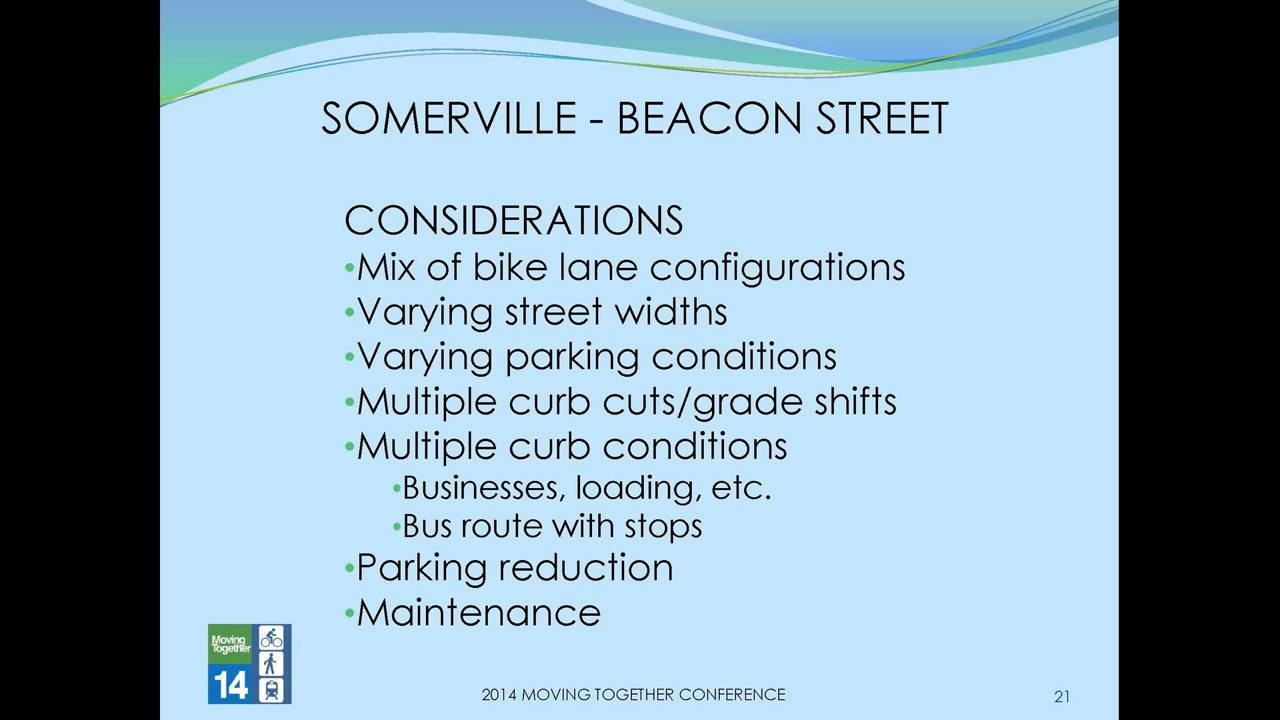 SOMERVILLE - BEACON STREET
CONSIDERATIONS
•Mix of bike lane configurations
•Varying street widths
•Varying parking conditions
•Multiple curb cuts/grade shifts
•Multiple curb conditions
•Businesses, loading, etc.
•Bus route with stops
•Parking reduction
•Maintenance
Moving
Together
14
2014 MOVING TOGETHER CONFERENCE
21